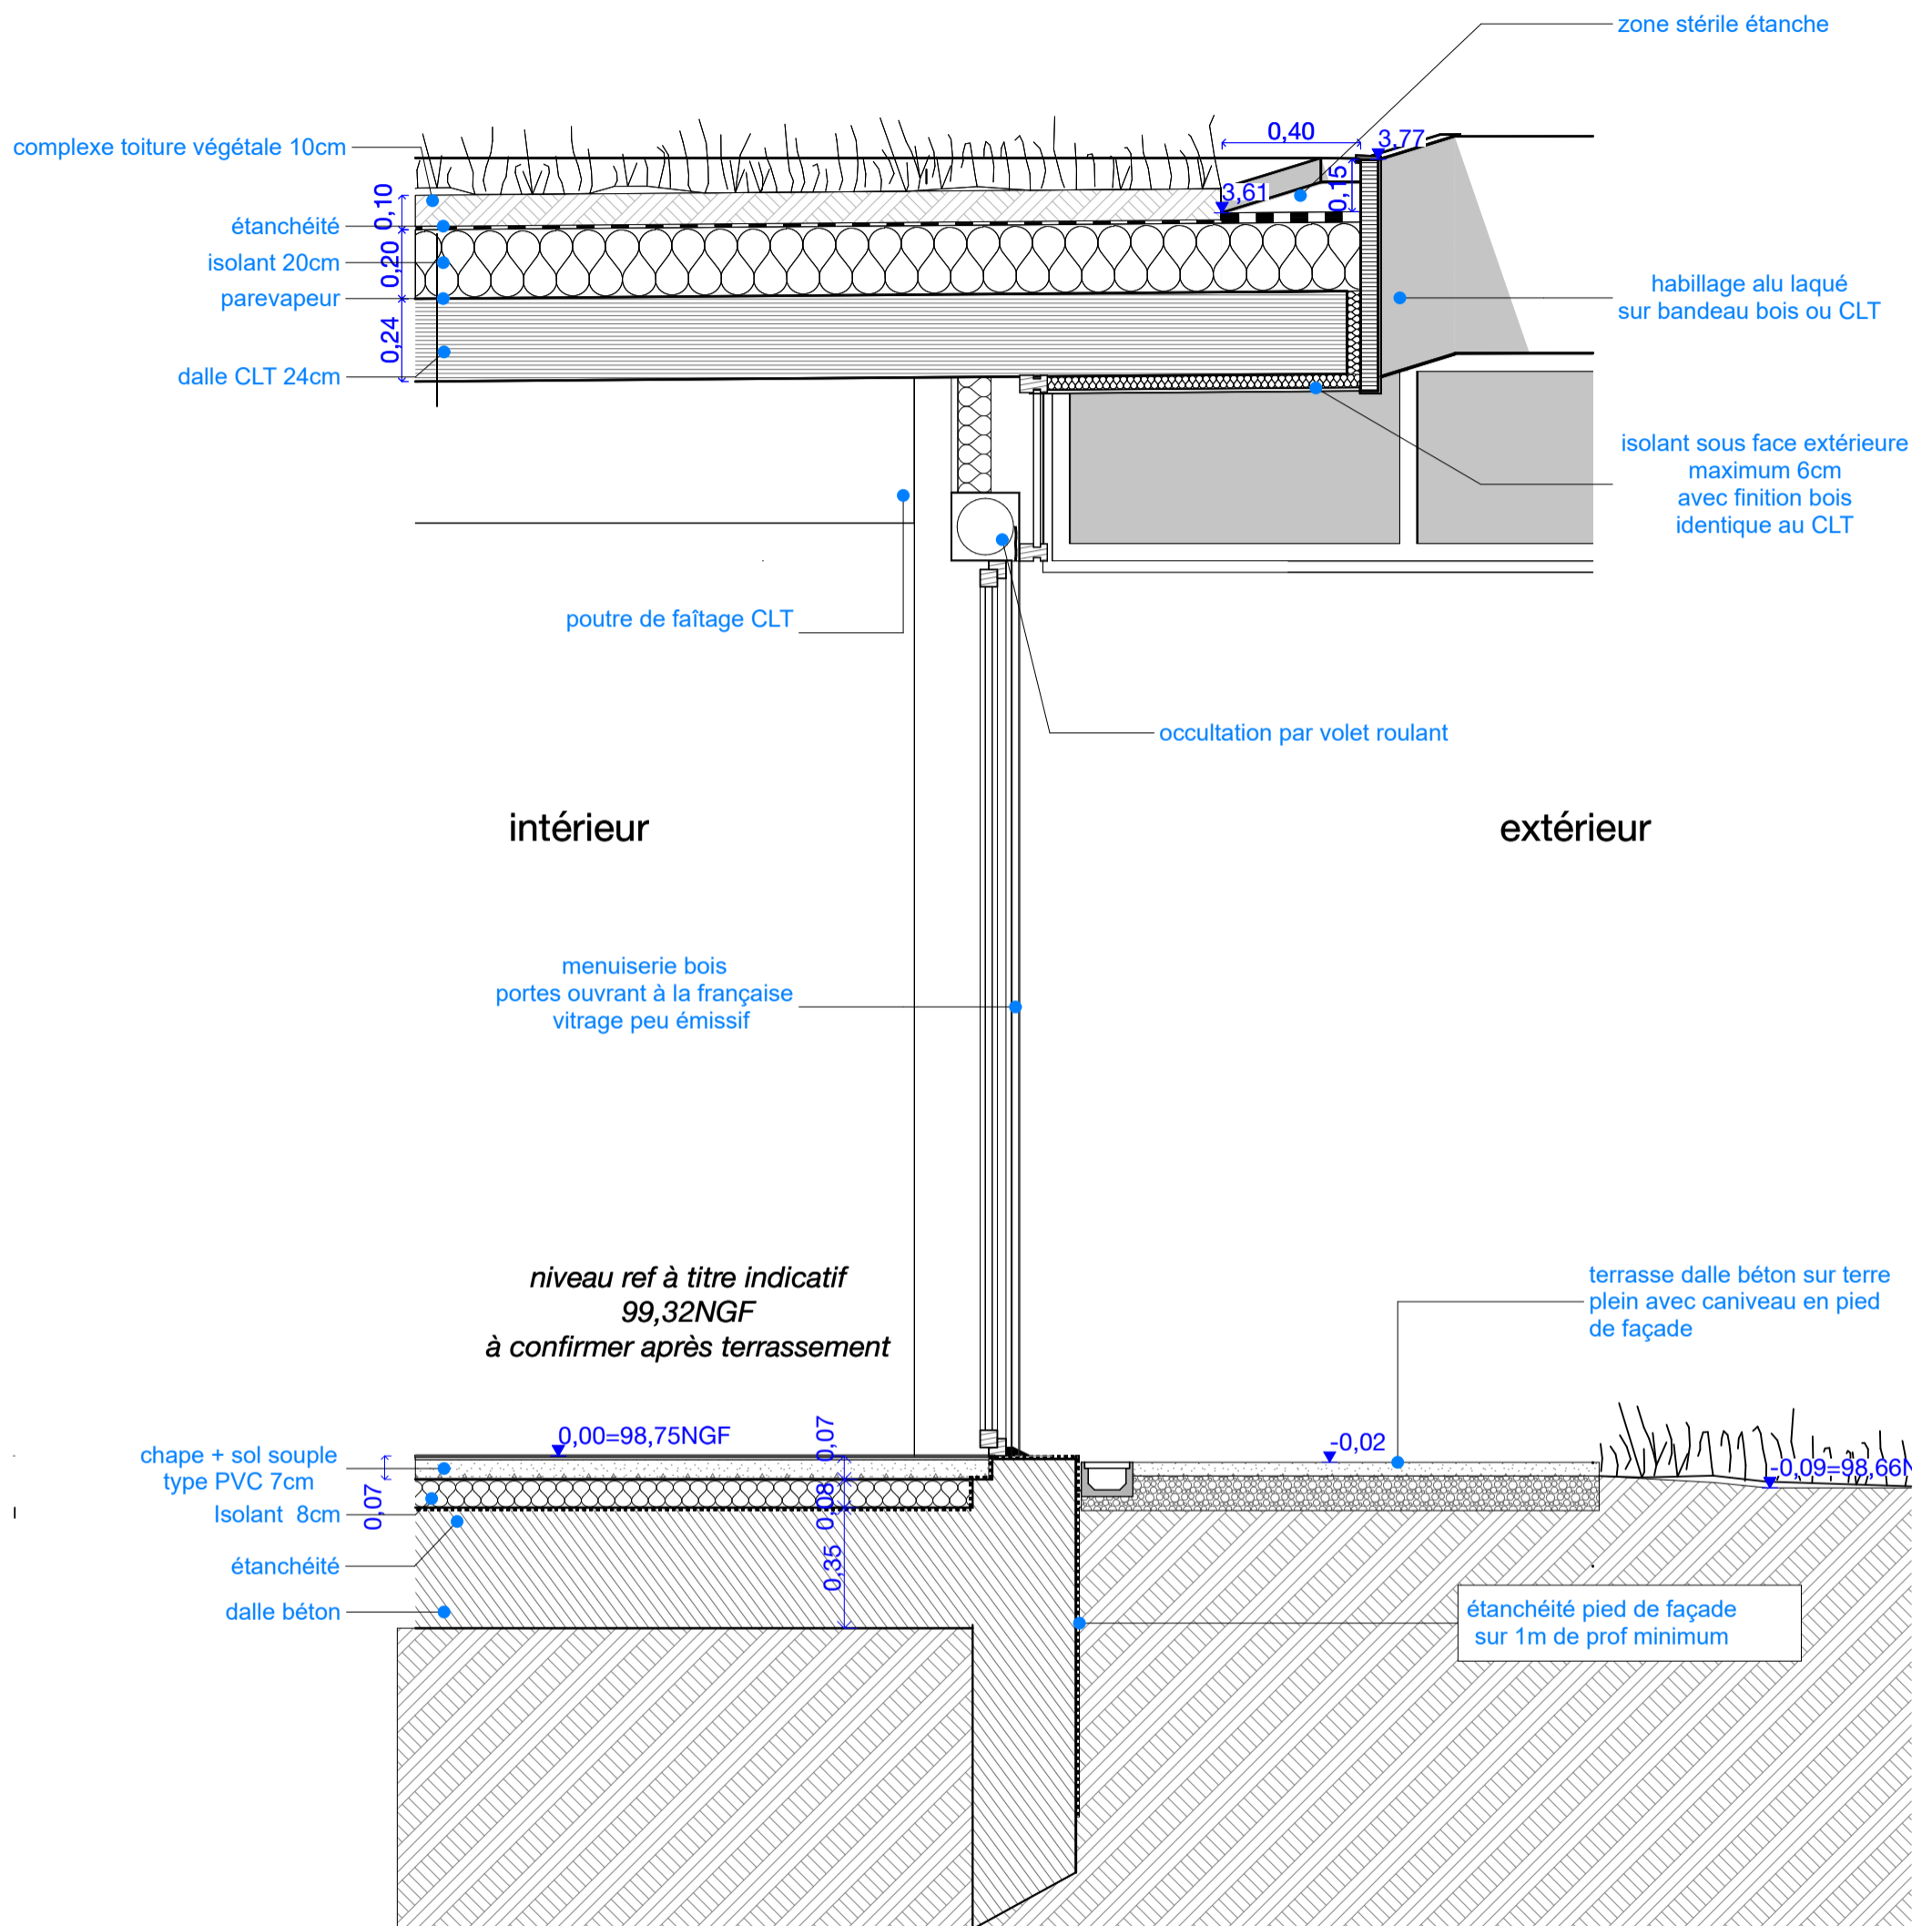 zone stérile étanche
complexe toiture végétale 10cm
0,40
3,77
0,15
3,61
0,10
étanchéité
0,20
isolant 20cm
parevapeur
0,24
dalle CLT 24cm
habillage alu laqué
sur bandeau bois ou CLT
isolant sous face extérieure
maximum 6cm
avec finition bois
identique au CLT
poutre de faîtage CLT
occultation par volet roulant
intérieur
extérieur
menuiserie bois
portes ouvrant à la française
vitrage peu émissif
niveau ref à titre indicatif
99,32NGF
à confirmer après terrassement
terrasse dalle béton sur terre
plein avec caniveau en pied
de façade
0,00=98,75NGF
0,07
-0,02
-0,09=98,66N
chape + sol souple
type PVC 7cm
0,07
Isolant 8cm
0,08
étanchéité
0,35
dalle béton
étanchéité pied de façade
sur 1m de prof minimum